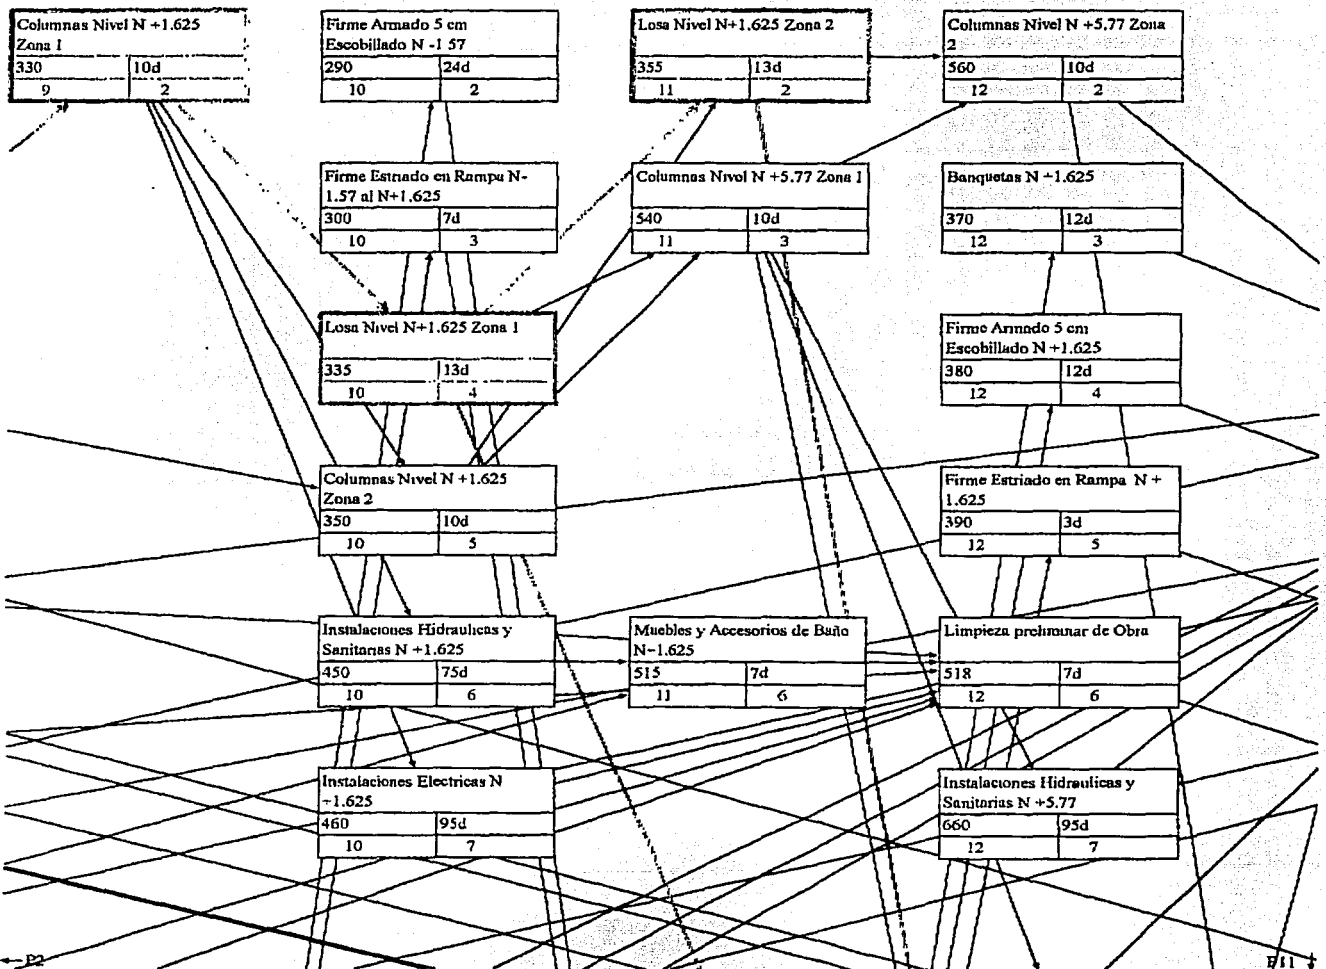 Columnas Nivel N +1.625
Zona 1
330 10d
9 2
Firme Armado 5 cm
Escobillado N -1 57
290 24d
10 2
Losa Nivel N+1.625 Zona 2
355 13d
11 2
Columnas Nivel N +5,77 Zona
2
560 10d
12 2
Firme Estriado en Rampa N-
1.57 al N+1.625
300 7d
10 3
Columnas Nivel N +5.77 Zona 1
540 10d
11 3
Banquetas N +1.625
370 12d
12 3
Losa Nivel N+1.625 Zona 1
335 13d
10 4
Firme Armado 5 cm
Escobillado N +1.625
380 12d
12 4
Columnas Nivel N +1.625
Zona 2
350 10d
10 5
Firme Estriado en Rampa N +
1.625
390 3d
12 5
Instalaciones Hidraulicas y
Sanitarias N +1.625
450 75d
10 6
Muebles y Accesorios de Baño
N-1.625
515 7d
11 6
Limpieza preliminar de Obra
518 7d
12 6
Instalaciones Electricas N
+1.625
460 95d
10 7
Instalaciones Hidraulicas y
Sanitarias N +5.77
660 95d
12 7
P2